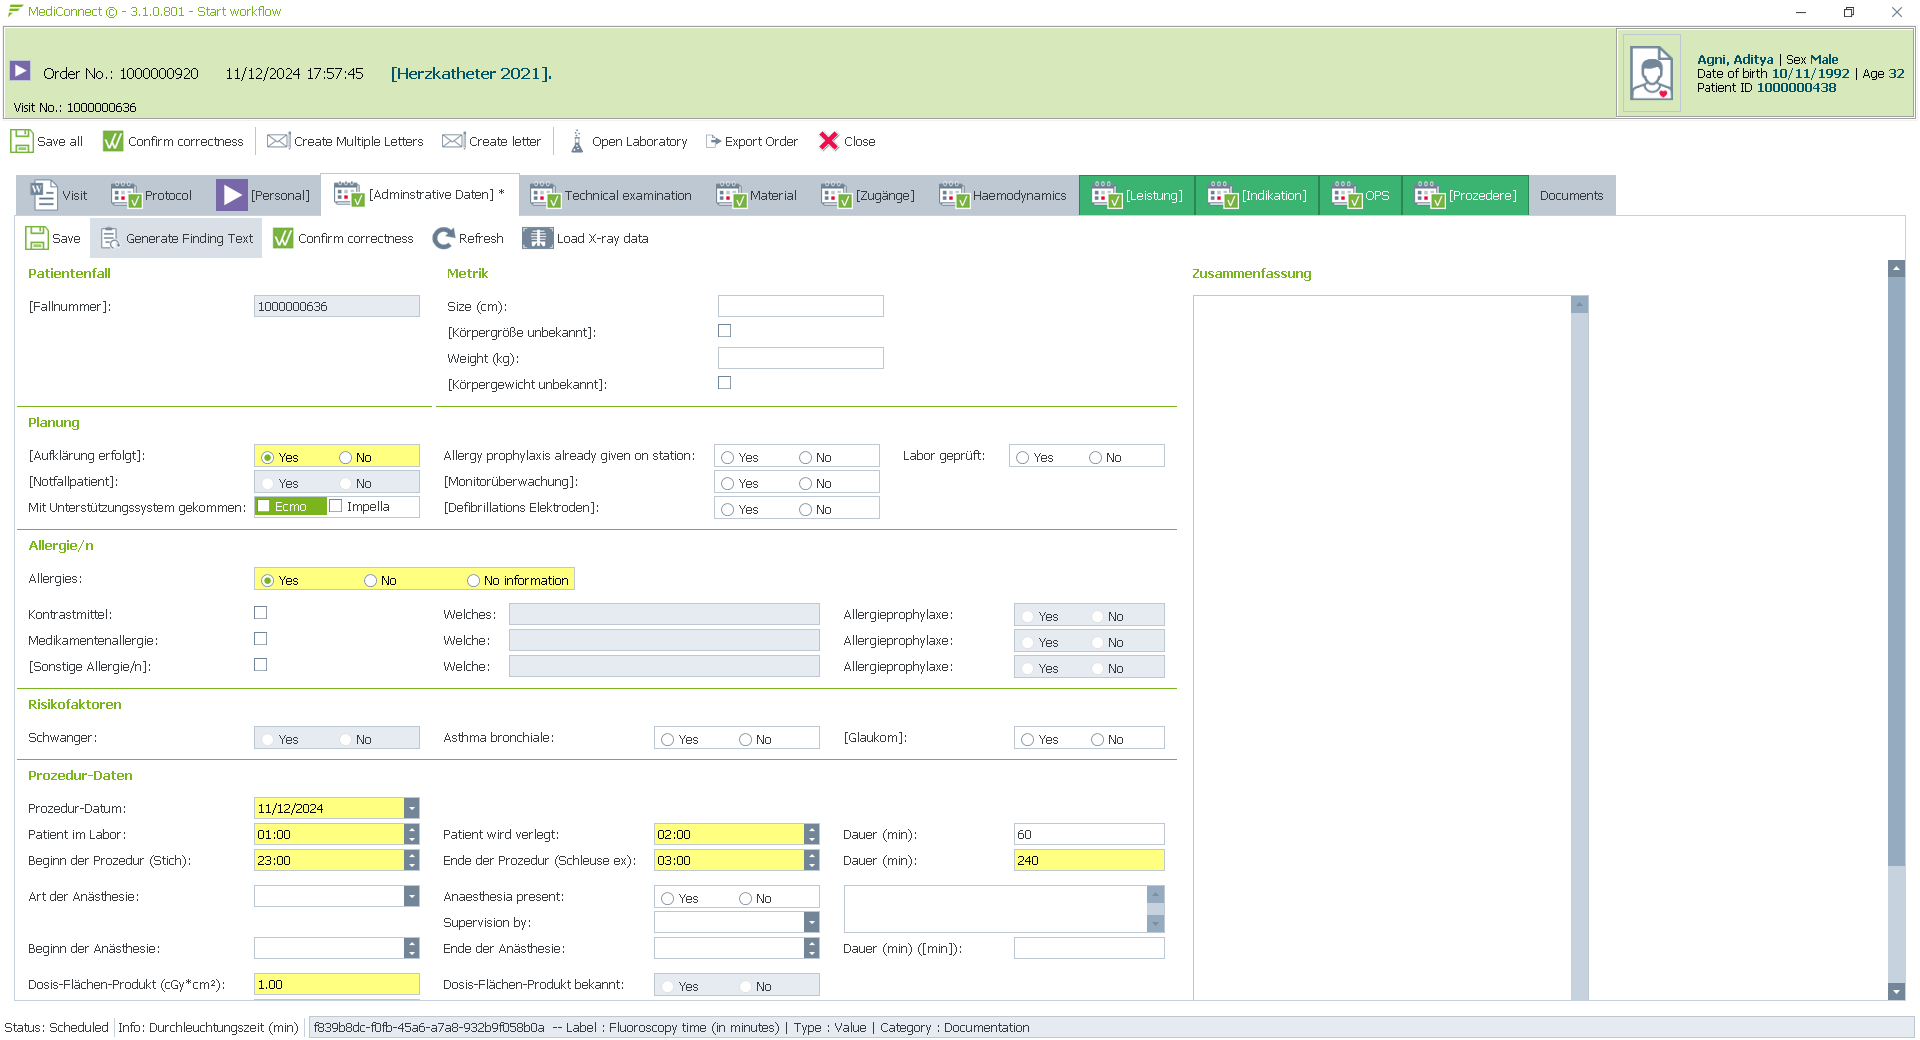 MediConnect © - 3.1.0.801 - Start workflow
Order No.: 1000000920 11/12/2024 17:57:45 [Herzkatheter 2021].
Visit No.: 1000000636
Agni, Aditya | Sex Male
Date of birth 10/11/1992 | Age 32
Patient ID 1000000438
Save all Confirm correctness Create Multiple Letters Create letter Open Laboratory Export Order Close
Visit Protocol [Personal] [Adminstrative Daten] * Technical examination Material [Zugänge] Haemodynamics [Leistung] [Indikation] OPS [Prozedere] Documents
Save Generate Finding Text Confirm correctness Refresh Load X-ray data
Patientenfall Metrik Zusammenfassung
[Fallnummer]: 1000000636 Size (cm):
[Körpergröße unbekannt]:
Weight (kg):
[Körpergewicht unbekannt]:
Planung
[Aufklärung erfolgt]: Yes No Allergy prophylaxis already given on station: Yes No Labor geprüft: Yes No
[Notfallpatient]: Yes No [Monitorüberwachung]: Yes No
Mit Unterstützungssystem gekommen: Ecmo Impella [Defibrillations Elektroden]: Yes No
Allergie/n
Allergies: Yes No No information
Kontrastmittel: Welches: Allergieprophylaxe: Yes No
Medikamentenallergie: Welche: Allergieprophylaxe: Yes No
[Sonstige Allergie/n]: Welche: Allergieprophylaxe: Yes No
Risikofaktoren
Schwanger: Yes No Asthma bronchiale: Yes No [Glaukom]: Yes No
Prozedur-Daten
Prozedur-Datum: 11/12/2024
Patient im Labor: 01:00 Patient wird verlegt: 02:00 Dauer (min): 60
Beginn der Prozedur (Stich): 23:00 Ende der Prozedur (Schleuse ex): 03:00 Dauer (min): 240
Art der Anästhesie: Anaesthesia present: Yes No
Supervision by:
Beginn der Anästhesie: Ende der Anästhesie: Dauer (min) ([min]):
Dosis-Flächen-Produkt (cGy*cm²): 1.00 Dosis-Flächen-Produkt bekannt: Yes No
Status: Scheduled Info: Durchleuchtungszeit (min) f839b8dc-f0fb-45a6-a7a8-932b9f058b0a -- Label : Fluoroscopy time (in minutes) | Type : Value | Category : Documentation